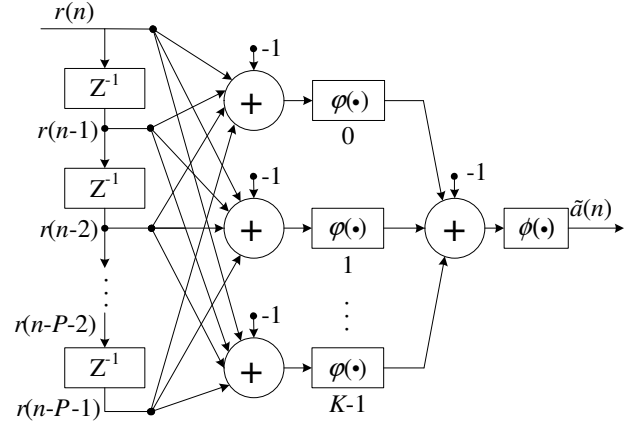 r(n)
-1
Z⁻¹
+
φ(•)
0
r(n-1)
-1
-1
Z⁻¹
r(n-2)
+
φ(•)
1
+
ϕ(•)
ã(n)
⋮
⋮
-1
r(n-P-2)
Z⁻¹
+
φ(•)
r(n-P-1)
K-1